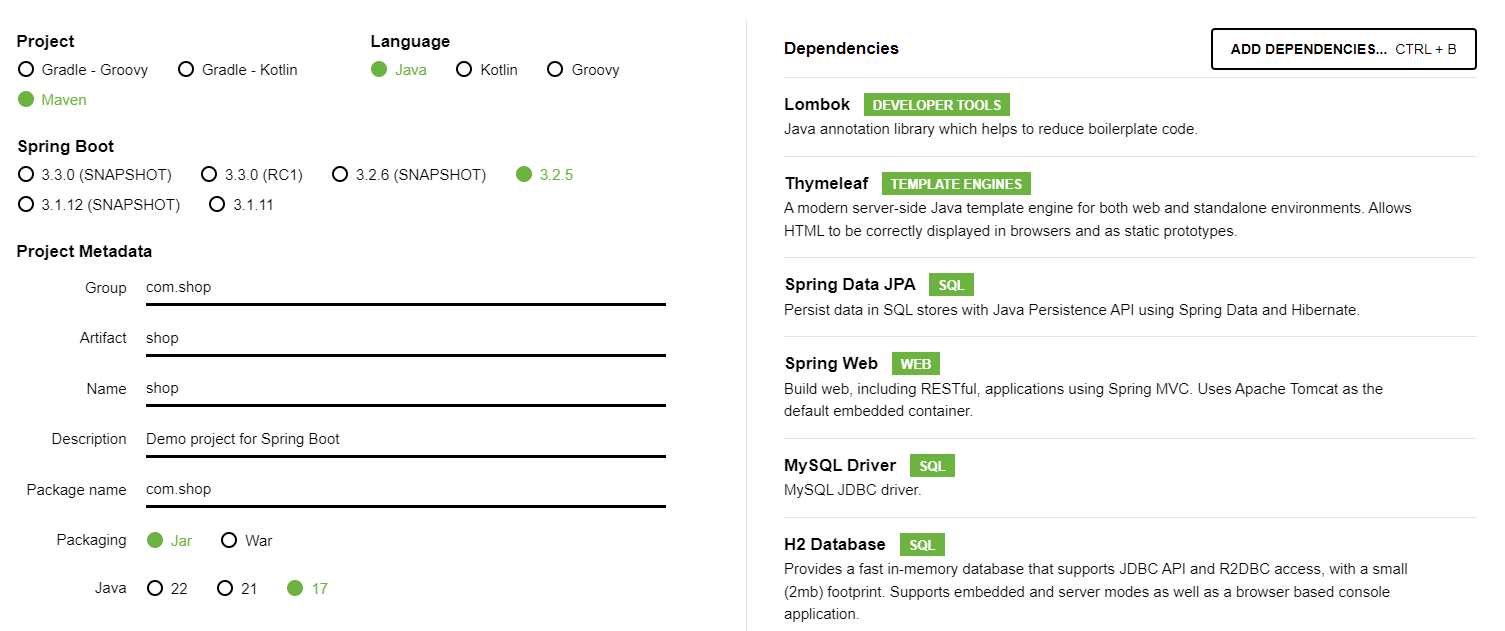 Project
Gradle - Groovy Gradle - Kotlin
Maven
Language
Java Kotlin Groovy
Spring Boot
3.3.0 (SNAPSHOT) 3.3.0 (RC1) 3.2.6 (SNAPSHOT) 3.2.5
3.1.12 (SNAPSHOT) 3.1.11
Project Metadata
Group com.shop
Artifact shop
Name shop
Description Demo project for Spring Boot
Package name com.shop
Packaging Jar War
Java 22 21 17
Dependencies ADD DEPENDENCIES... CTRL + B
Lombok DEVELOPER TOOLS
Java annotation library which helps to reduce boilerplate code.
Thymeleaf TEMPLATE ENGINES
A modern server-side Java template engine for both web and standalone environments. Allows
HTML to be correctly displayed in browsers and as static prototypes.
Spring Data JPA SQL
Persist data in SQL stores with Java Persistence API using Spring Data and Hibernate.
Spring Web WEB
Build web, including RESTful, applications using Spring MVC. Uses Apache Tomcat as the
default embedded container.
MySQL Driver SQL
MySQL JDBC driver.
H2 Database SQL
Provides a fast in-memory database that supports JDBC API and R2DBC access, with a small
(2mb) footprint. Supports embedded and server modes as well as a browser based console
application.